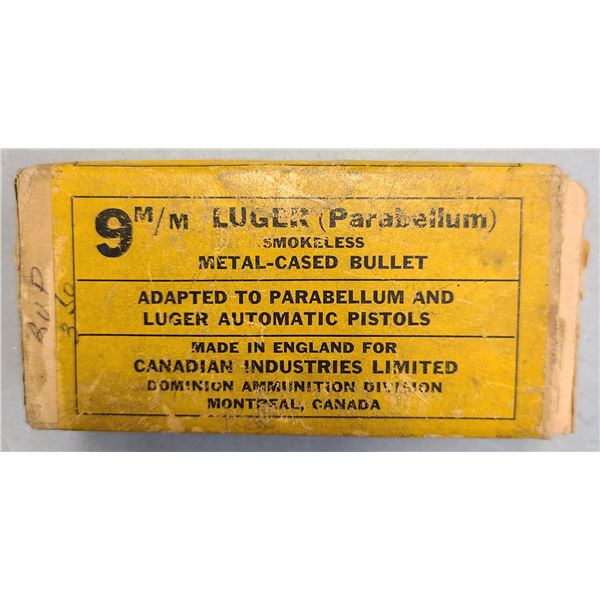 9 M/M LUGER (Parabellum)
SMOKELESS
METAL-CASED BULLET
ADAPTED TO PARABELLUM AND
LUGER AUTOMATIC PISTOLS
MADE IN ENGLAND FOR
CANADIAN INDUSTRIES LIMITED
DOMINION AMMUNITION DIVISION
MONTREAL, CANADA